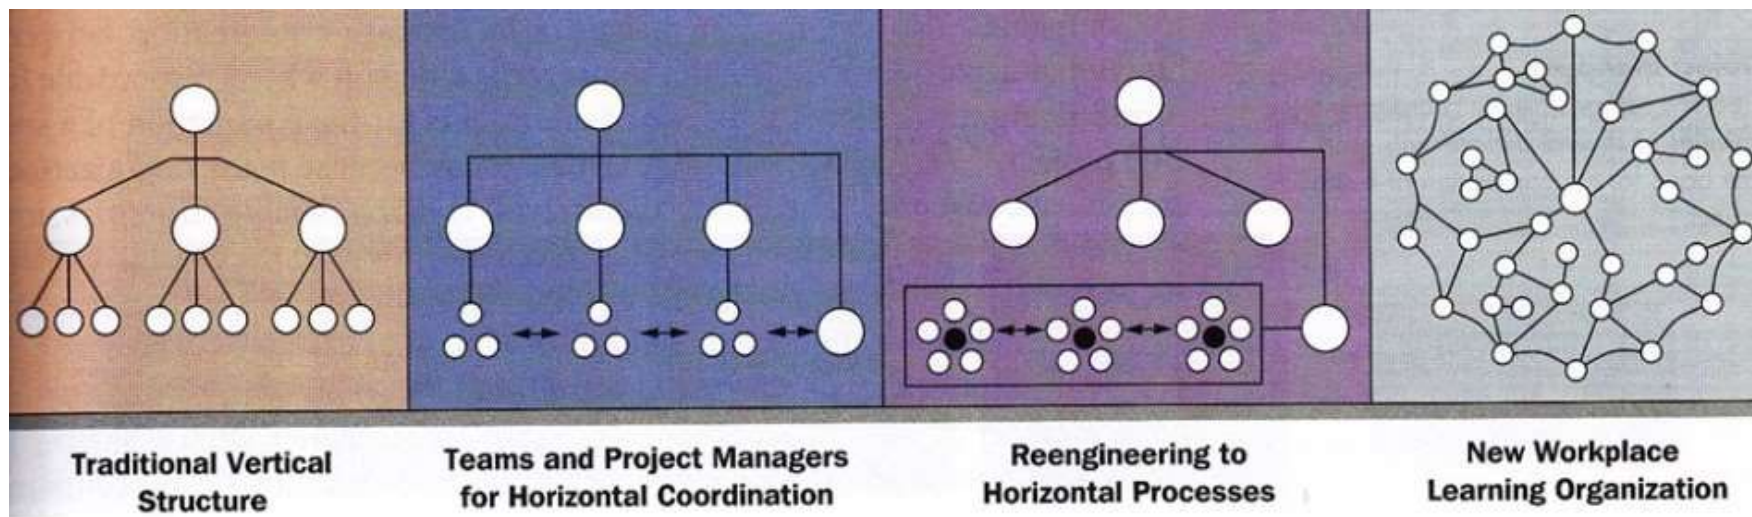 Traditional Vertical
Structure
Teams and Project Managers
for Horizontal Coordination
Reengineering to
Horizontal Processes
New Workplace
Learning Organization